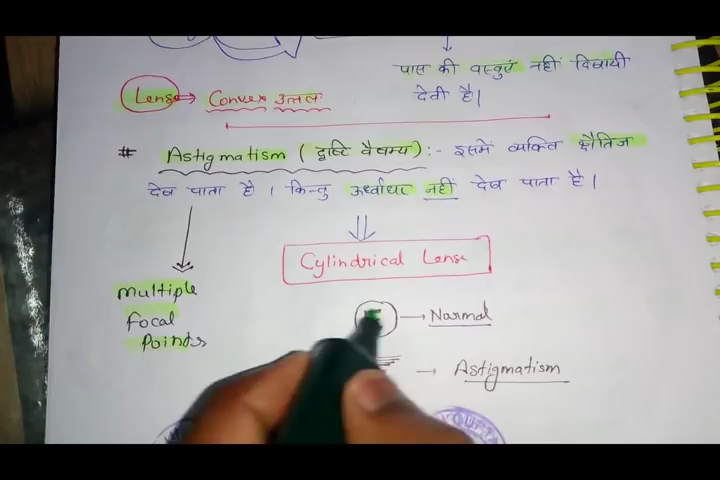 पास की वस्तुएं नहीं दिखायी
देती है।
Lens ⇒ Convex उत्तल
# Astigmatism (दृष्टि वैषम्य) :- इसमें व्यक्ति क्षैतिज
देख पाता है । किन्तु ऊर्ध्वाधर नहीं देख पाता है ।
Cylindrical Lens
Multiple
Focal
Points
→ Normal
→ Astigmatism
GUPTA